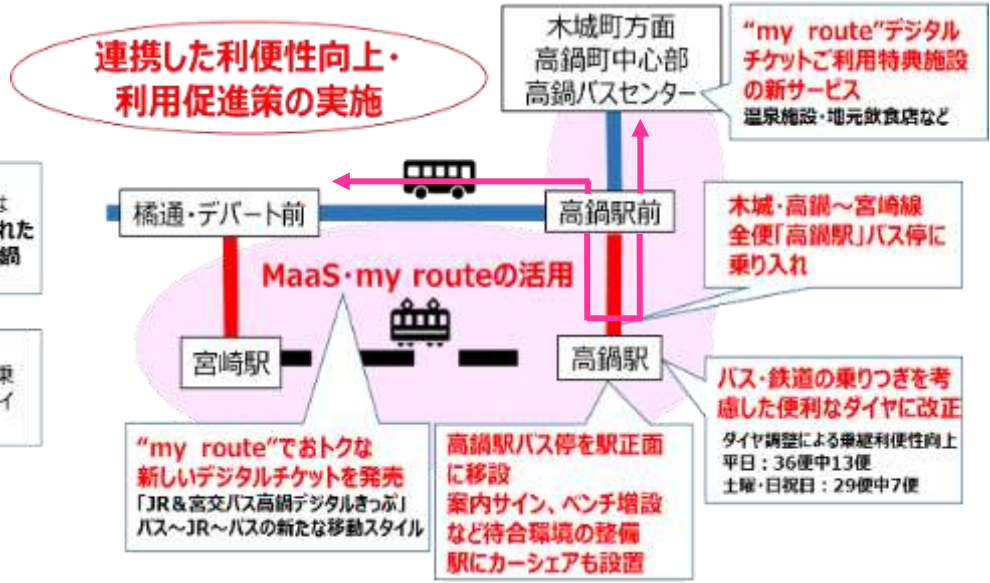 連携した利便性向上・
利用促進策の実施
木城町方面
高鍋町中心部
高鍋バスセンター
“my route”デジタル
チケットご利用特典施設
の新サービス
温泉施設・地元飲食店など
は
れた
鍋
橘通・デパート前
高鍋駅前
木城・高鍋～宮崎線
全便「高鍋駅」バス停に
乗り入れ
MaaS・my routeの活用
宮崎駅
高鍋駅
乗
イ
バス・鉄道の乗りつぎを考
慮した便利なダイヤに改正
ダイヤ調整による乗継利便性向上
平日：36便中13便
土曜・日祝日：29便中7便
“my route”でおトクな
新しいデジタルチケットを発売
「JR＆宮交バス高鍋デジタルきっぷ」
バス～JR～バスの新たな移動スタイル
高鍋駅バス停を駅正面
に移設
案内サイン、ベンチ増設
など待合環境の整備
駅にカーシェアも設置